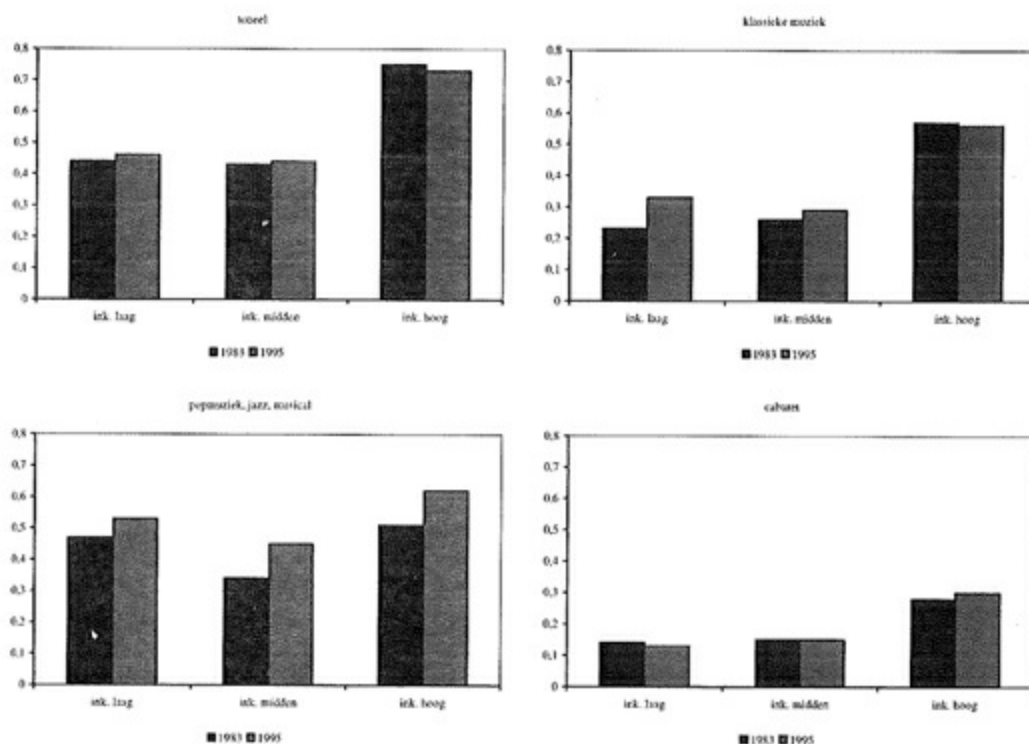 toneel
0,8
0,7
0,6
0,5
0,4
0,3
0,2
0,1
0
ink. laag
ink. midden
ink. hoog
1983 1995
klassieke muziek
0,8
0,7
0,6
0,5
0,4
0,3
0,2
0,1
0
ink. laag
ink. midden
ink. hoog
1983 1995
popmuziek, jazz, musical
0,8
0,7
0,6
0,5
0,4
0,3
0,2
0,1
0
ink. laag
ink. midden
ink. hoog
1983 1995
cabaret
0,8
0,7
0,6
0,5
0,4
0,3
0,2
0,1
0
ink. laag
ink. midden
ink. hoog
1983 1995